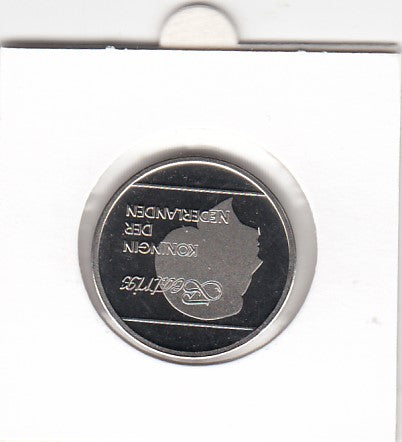 Beatrix
KONINGIN
DER
NEDERLANDEN